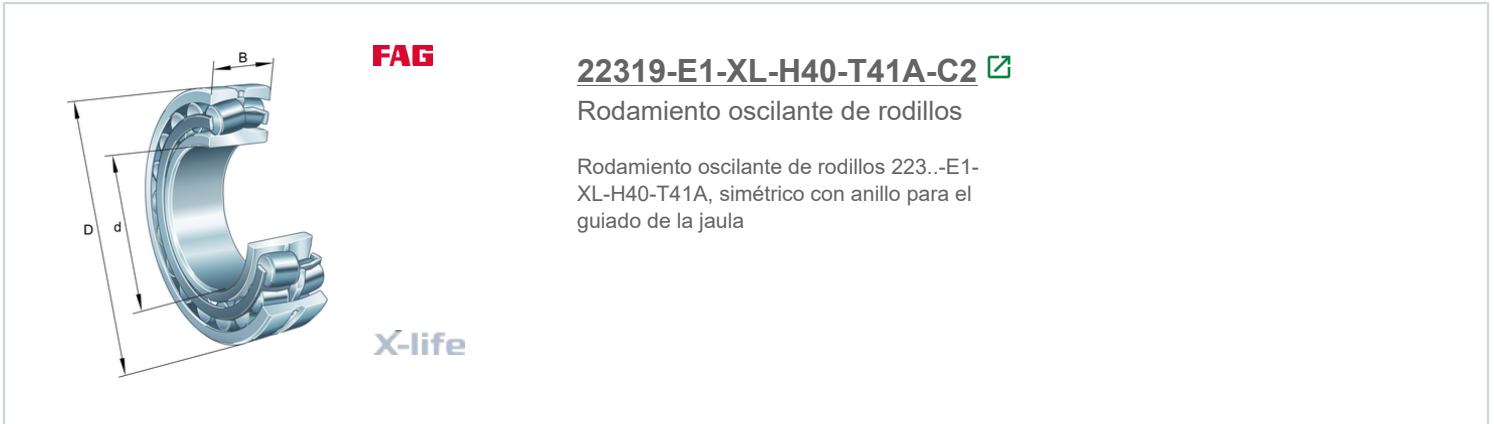 B
FAG
D
d
X-life
22319-E1-XL-H40-T41A-C2
Rodamiento oscilante de rodillos
Rodamiento oscilante de rodillos 223..-E1-
XL-H40-T41A, simétrico con anillo para el
guiado de la jaula